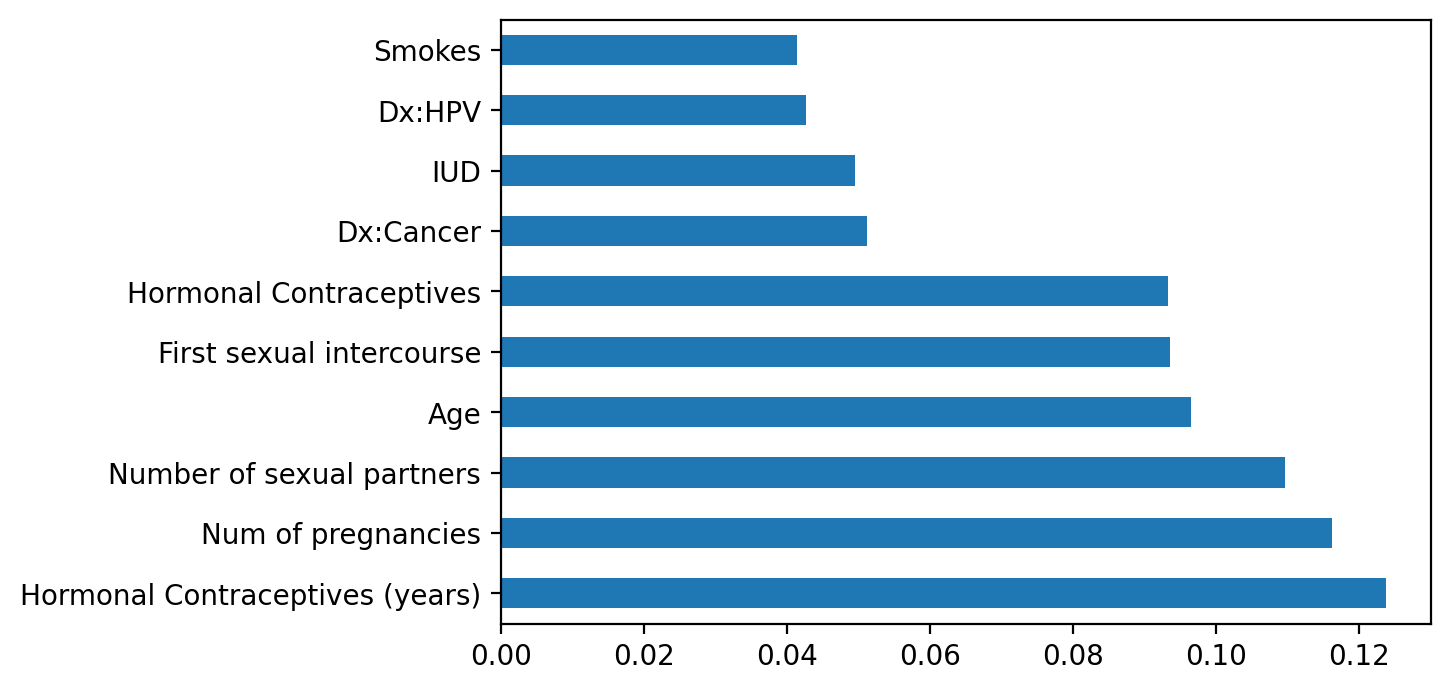 Smokes
Dx:HPV
IUD
Dx:Cancer
Hormonal Contraceptives
First sexual intercourse
Age
Number of sexual partners
Num of pregnancies
Hormonal Contraceptives (years)
0.00 0.02 0.04 0.06 0.08 0.10 0.12